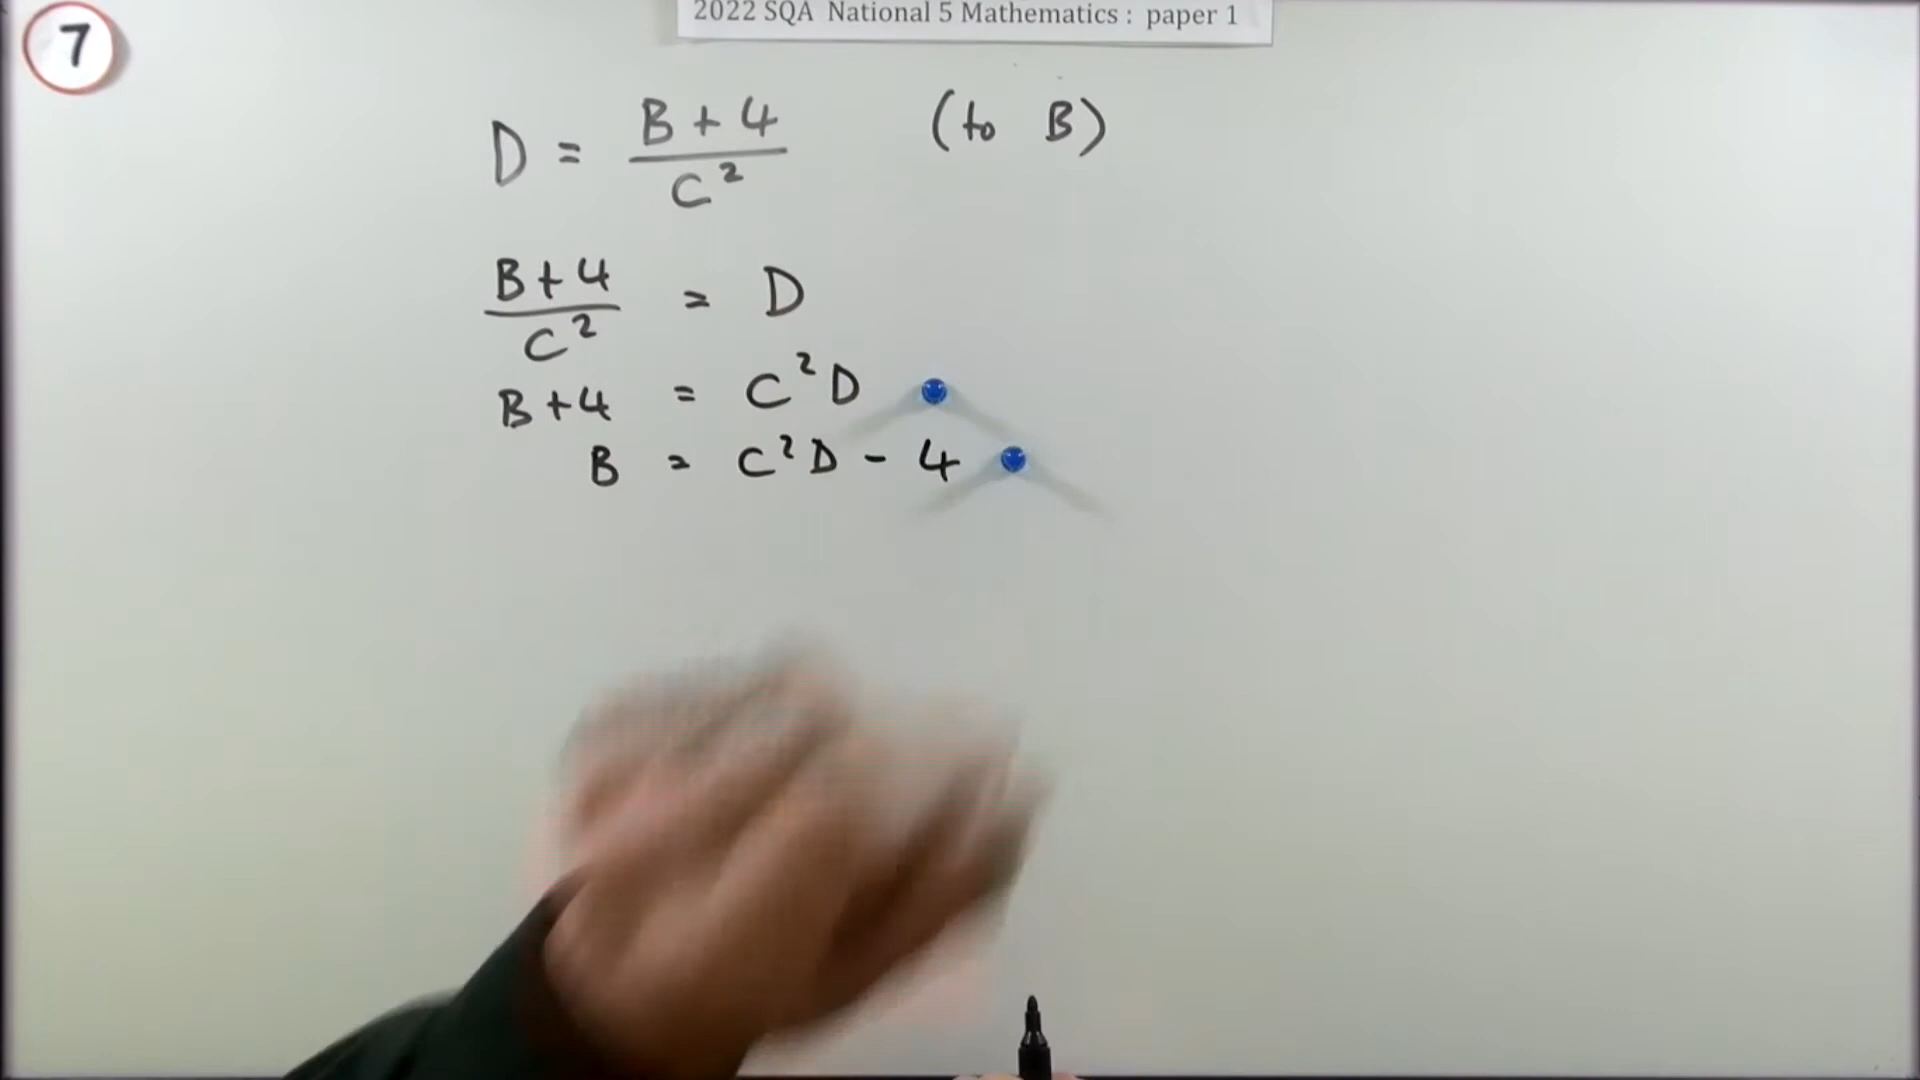 2022 SQA National 5 Mathematics : paper 1
7
D = B + 4 / C² (to B)
B + 4 / C² = D
B + 4 = C²D
B = C²D - 4